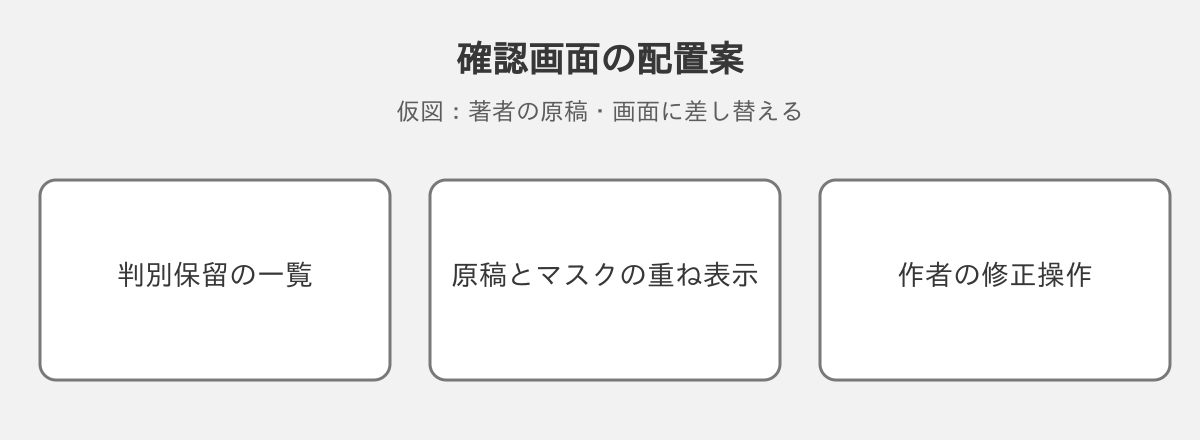 確認画面の配置案
仮図：著者の原稿・画面に差し替える
判別保留の一覧
原稿とマスクの重ね表示
作者の修正操作